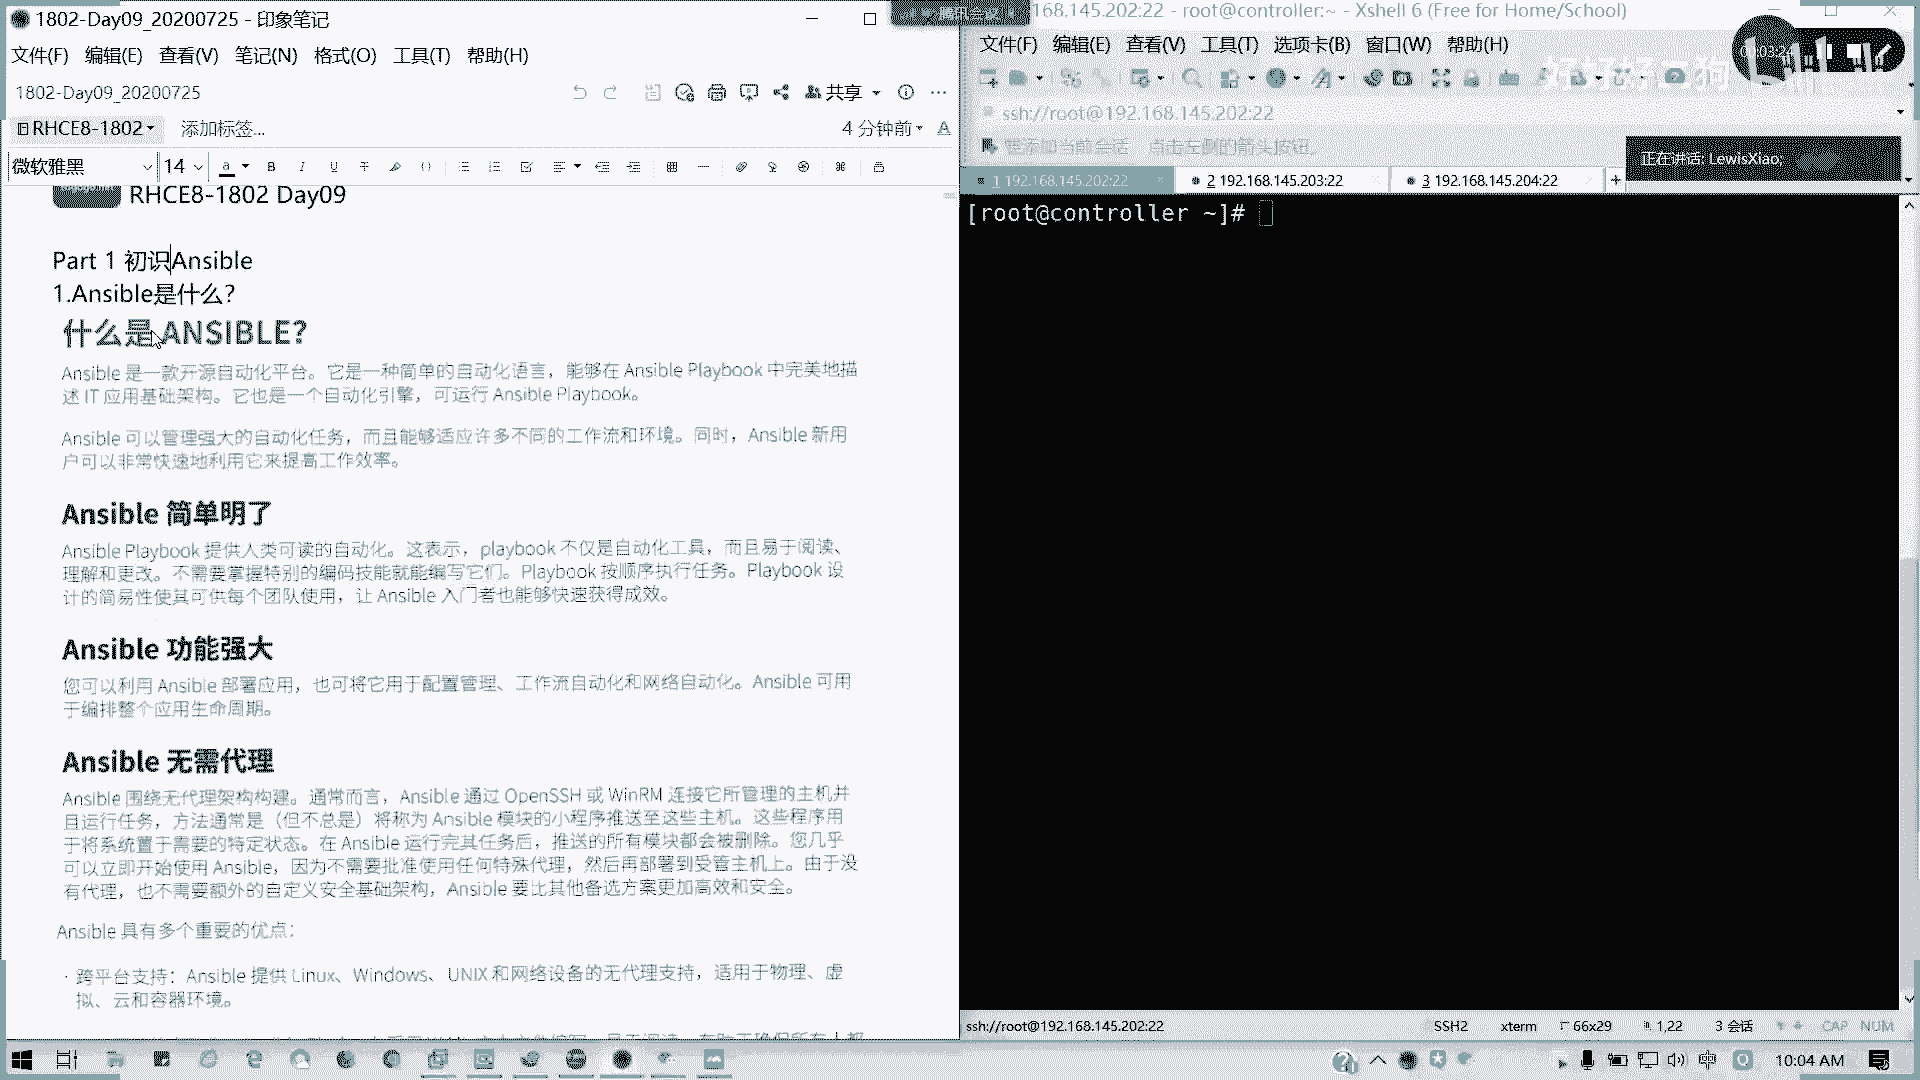 1802-Day09_20200725 - 印象笔记
文件(F) 编辑(E) 查看(V) 笔记(N) 格式(O) 工具(T) 帮助(H)
1802-Day09_20200725
共享
RHCE8-1802
添加标签...
4 分钟前
微软雅黑
14
RHCE8-1802 Day09
Part 1 初识Ansible
1.Ansible是什么?
什么是 ANSIBLE?
Ansible 是一款开源自动化平台。它是一种简单的自动化语言，能够在 Ansible Playbook 中完美地描
述 IT 应用基础架构。它也是一个自动化引擎，可运行 Ansible Playbook。
Ansible 可以管理强大的自动化任务，而且能够适应许多不同的工作流和环境。同时，Ansible 新用
户可以非常快速地利用它来提高工作效率。
Ansible 简单明了
Ansible Playbook 提供人类可读的自动化。这表示，playbook 不仅是自动化工具，而且易于阅读、
理解和更改。不需要掌握特别的编码技能就能编写它们。Playbook 按顺序执行任务。Playbook 设
计的简易性使其可供每个团队使用，让 Ansible 入门者也能够快速获得成效。
Ansible 功能强大
您可以利用 Ansible 部署应用，也可将它用于配置管理、工作流自动化和网络自动化。Ansible 可用
于编排整个应用生命周期。
Ansible 无需代理
Ansible 围绕无代理架构构建。通常而言，Ansible 通过 OpenSSH 或 WinRM 连接它所管理的主机并
且运行任务，方法通常是（但不总是）将称为 Ansible 模块的小程序推送至这些主机。这些程序用
于将系统置于需要的特定状态。在 Ansible 运行完其任务后，推送的所有模块都会被删除。您几乎
可以立即开始使用 Ansible，因为不需要批准使用任何特殊代理，然后再部署到受管主机上。由于没
有代理，也不需要额外的自定义安全基础架构，Ansible 要比其他备选方案更加高效和安全。
Ansible 具有多个重要的优点：
· 跨平台支持：Ansible 提供 Linux、Windows、UNIX 和网络设备的无代理支持，适用于物理、虚
拟、云和容器环境。
腾讯会议
168.145.202:22 - root@controller:~ - Xshell 6 (Free for Home/School)
文件(F) 编辑(E) 查看(V) 工具(T) 选项卡(B) 窗口(W) 帮助(H)
ssh://root@192.168.145.202:22
要添加当前会话，点击左侧的箭头按钮。
正在讲话: LewisXiao;
1 192.168.145.202:22
2 192.168.145.203:22
3 192.168.145.204:22
[root@controller ~]#
ssh://root@192.168.145.202:22
SSH2 xterm 66x29 1,22 3 会话 CAP NUM
中
10:04 AM